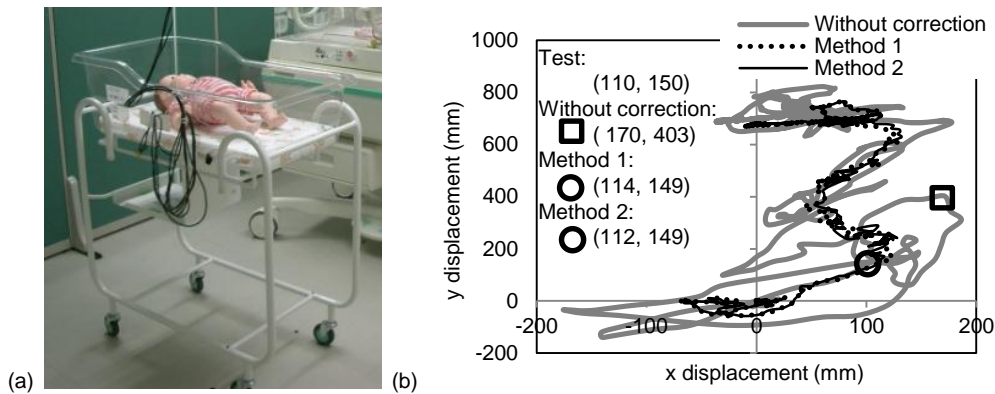 (a)
(b)
Without correction
Method 1
Method 2
Test:
(110, 150)
Without correction:
( 170, 403)
Method 1:
(114, 149)
Method 2:
(112, 149)
y displacement (mm)
1000
800
600
400
200
0
-200
-200
-100
0
100
200
x displacement (mm)